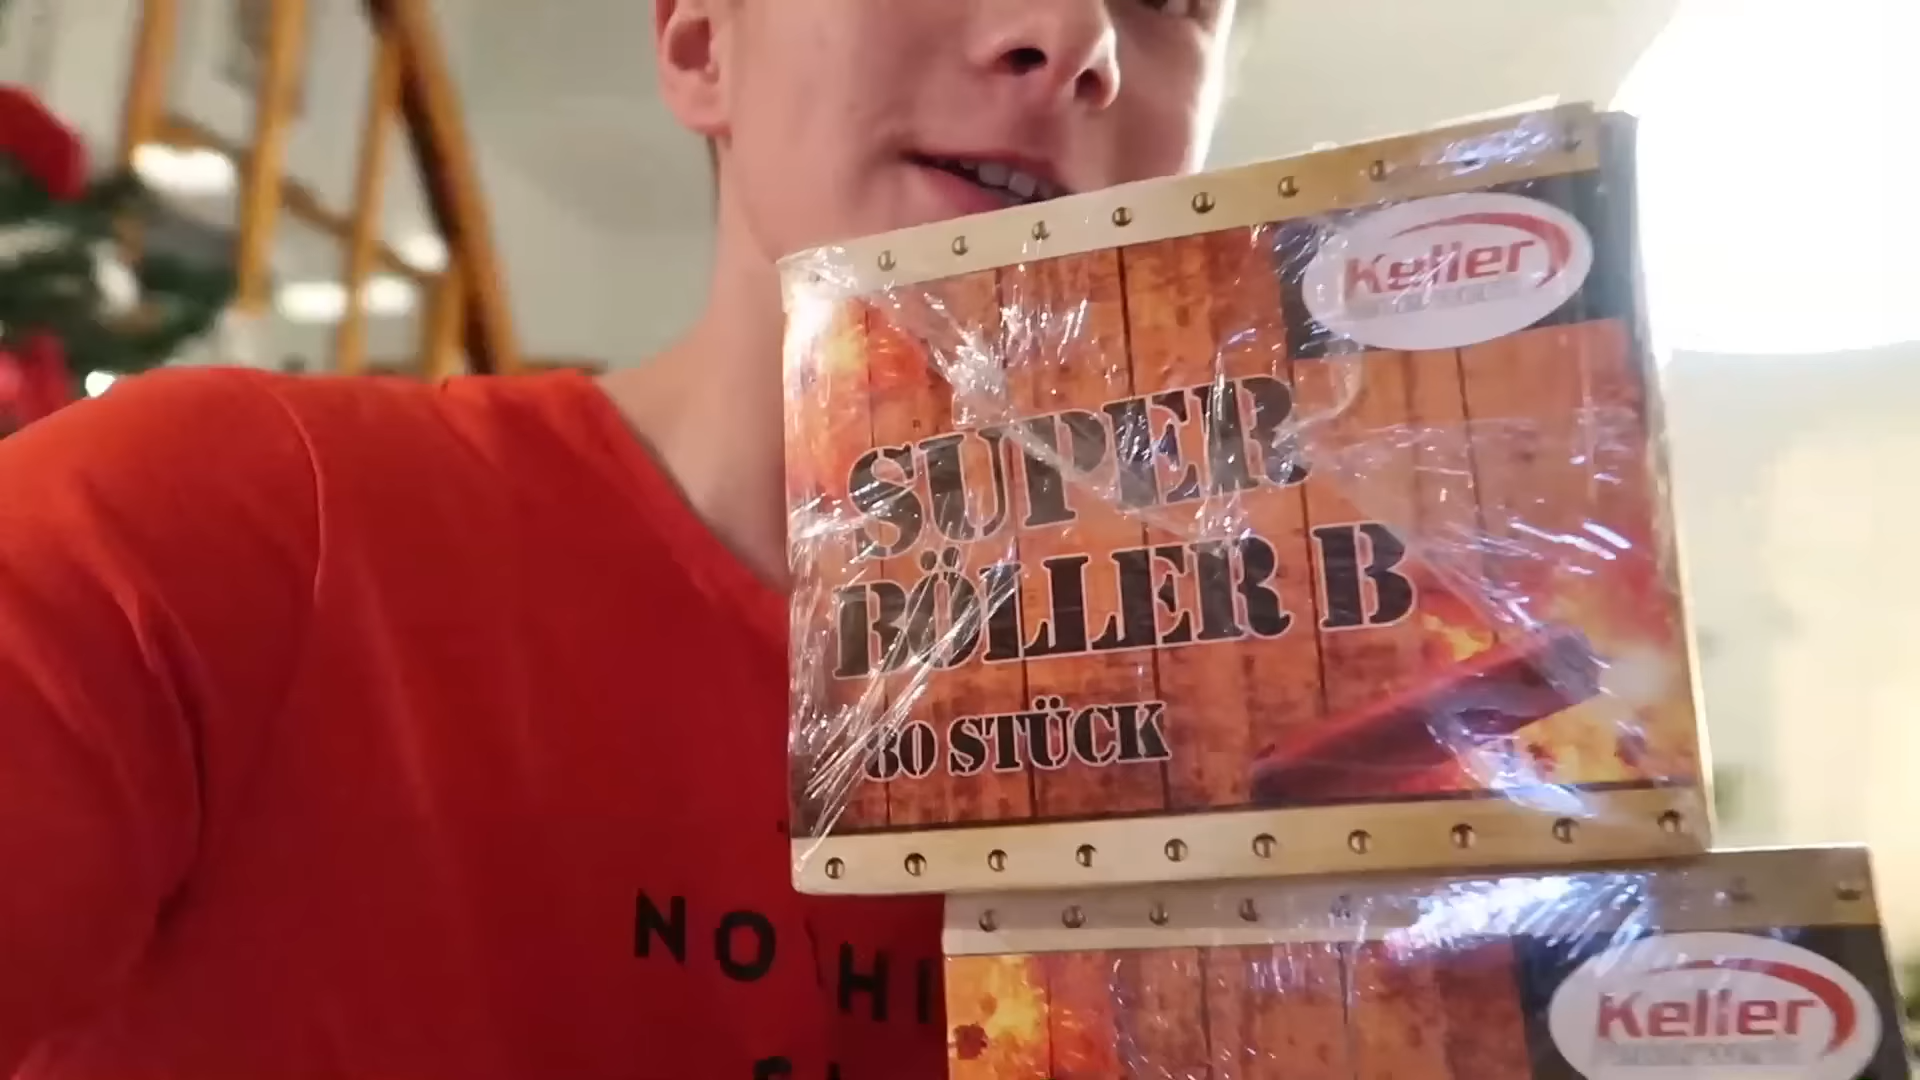 Keller
SUPER
BÖLLER B
80 STÜCK
NO HI
Keller